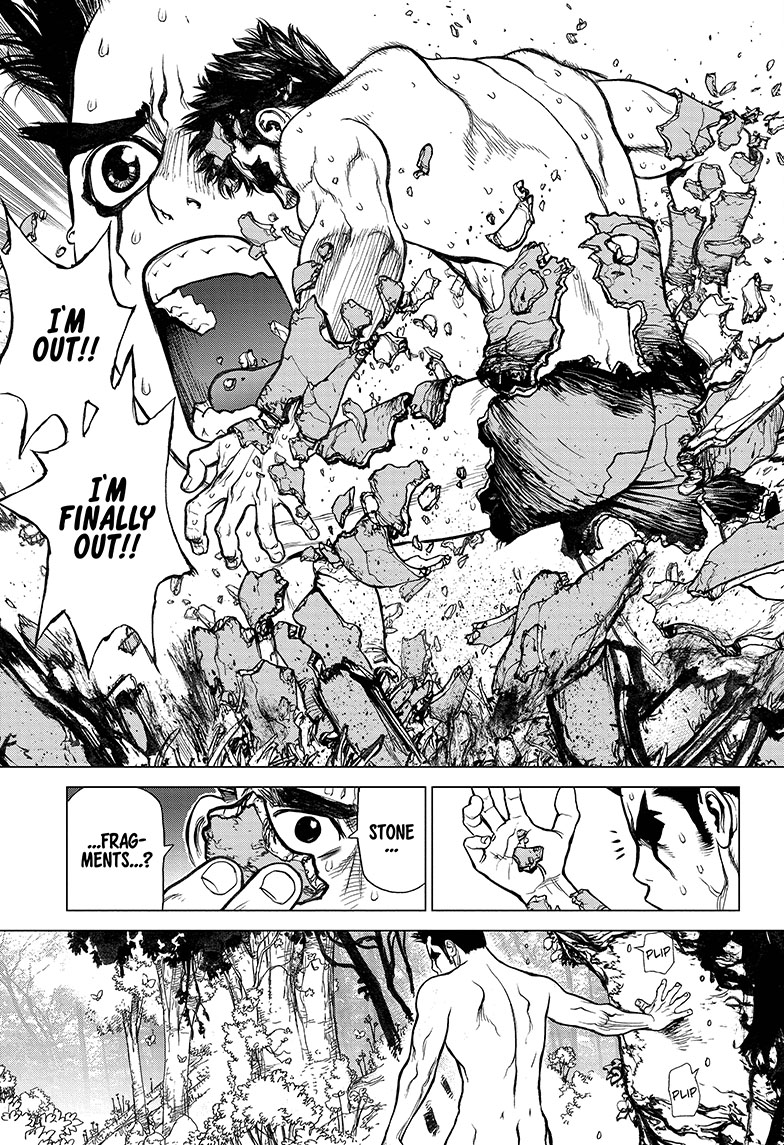 I'M
OUT!!
I'M
FINALLY
OUT!!
STONE
...
...FRAG-
MENTS...?
PLIP
PLIP